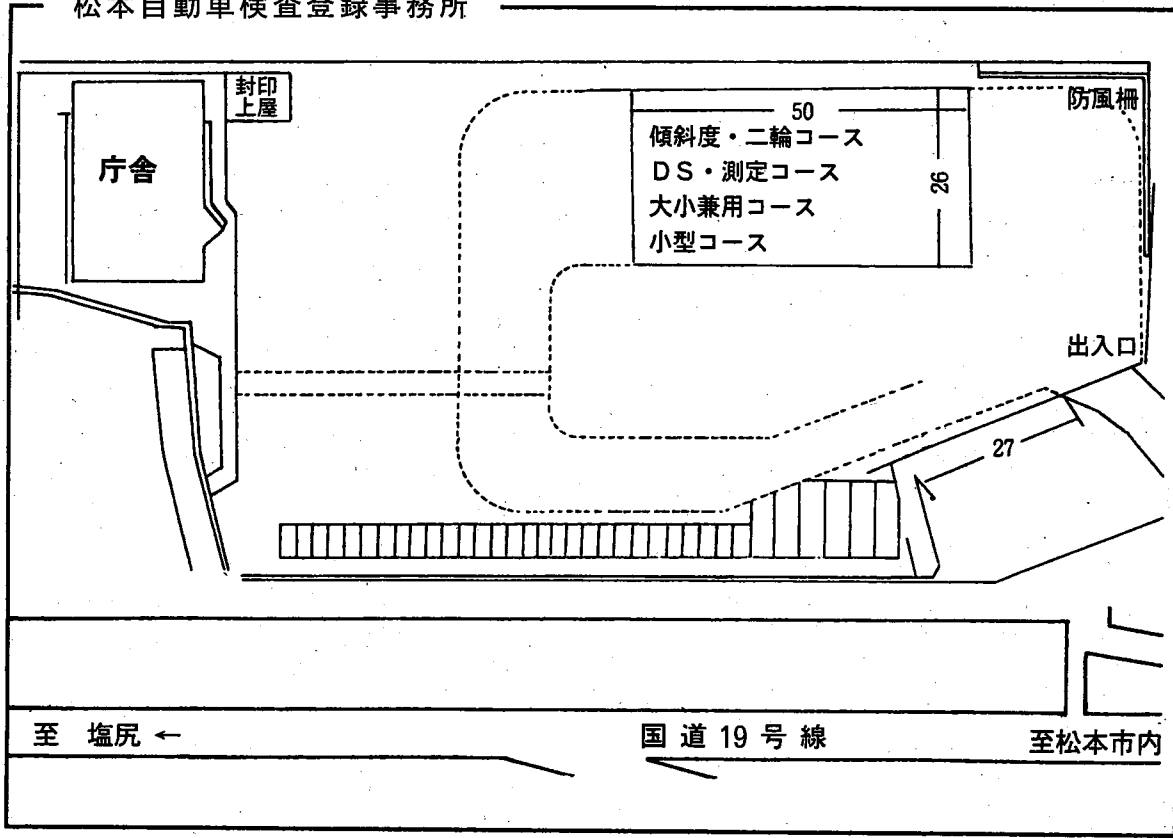 松本自動車検査登録事務所
封印
上屋
防風柵
50
傾斜度・二輪コース
DS・測定コース
大小兼用コース
小型コース
26
庁舎
出入口
27
至 塩尻 ←
国道19号線
至松本市内